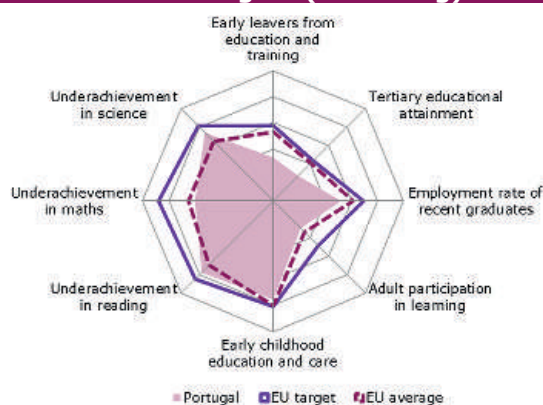 Early leavers from
education and
training
Underachievement
in science
Tertiary educational
attainment
Underachievement
in maths
Employment rate of
recent graduates
Underachievement
in reading
Adult participation
in learning
Early childhood
education and care
Portugal
EU target
EU average